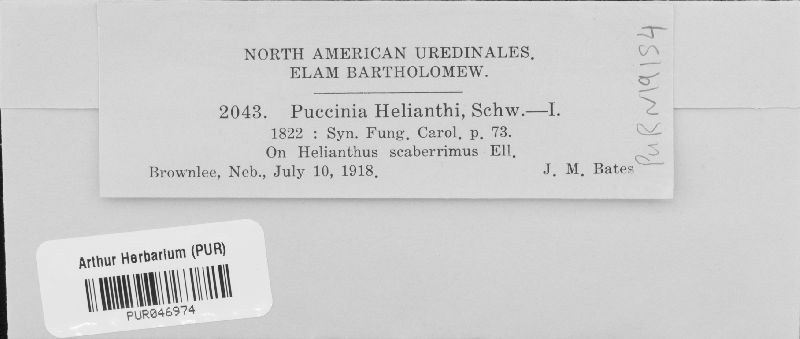 NORTH AMERICAN UREDINALES.
ELAM BARTHOLOMEW.
2043. Puccinia Helianthi, Schw.—I.
1822 : Syn. Fung. Carol. p. 73.
On Helianthus scaberrimus Ell.
Brownlee, Neb., July 10, 1918. J. M. Bates
PUR N19154
Arthur Herbarium (PUR)
PUR046974